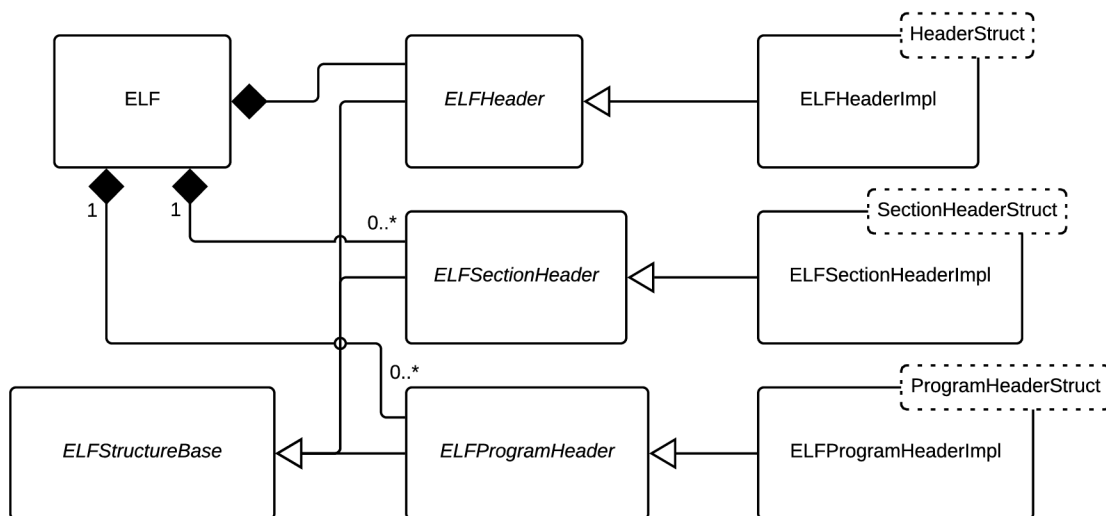 HeaderStruct
ELF
ELFHeader
ELFHeaderImpl
1
1
0..*
SectionHeaderStruct
ELFSectionHeader
ELFSectionHeaderImpl
0..*
ProgramHeaderStruct
ELFStructureBase
ELFProgramHeader
ELFProgramHeaderImpl